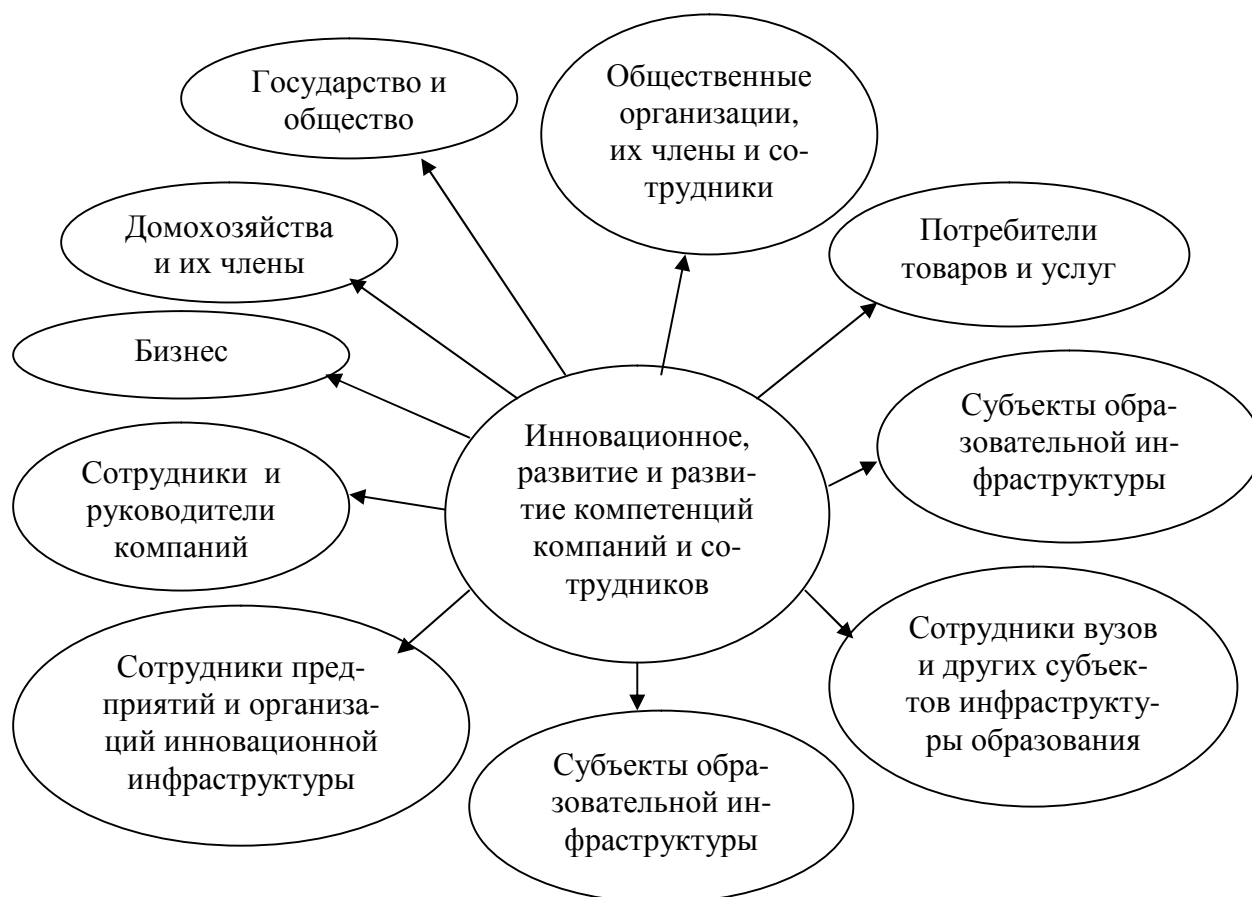 Государство и
общество
Общественные
организации,
их члены и со-
трудники
Домохозяйства
и их члены
Потребители
товаров и услуг
Бизнес
Инновационное,
развитие и разви-
тие компетенций
компаний и со-
трудников
Субъекты обра-
зовательной ин-
фраструктуры
Сотрудники и
руководители
компаний
Сотрудники пред-
приятий и организа-
ций инновационной
инфраструктуры
Субъекты обра-
зовательной ин-
фраструктуры
Сотрудники вузов
и других субъек-
тов инфраструкту-
ры образования